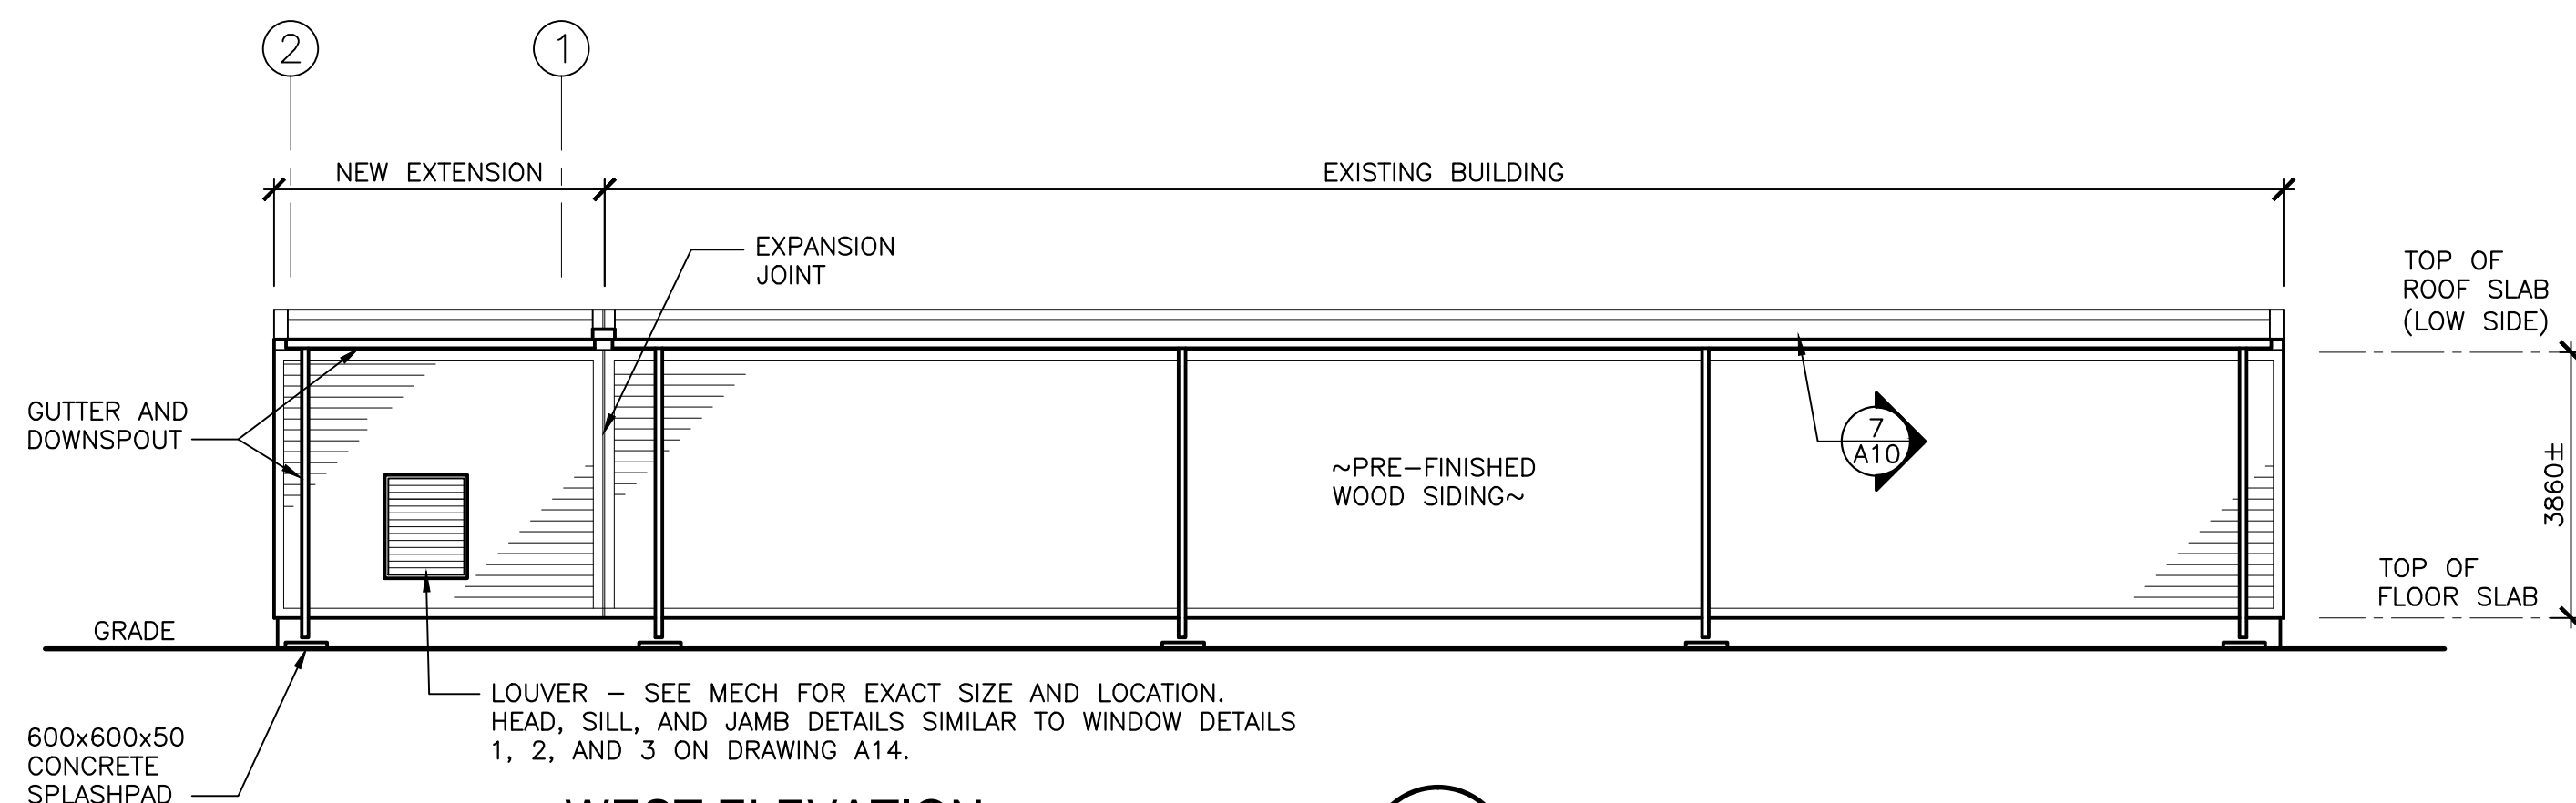 2
1
NEW EXTENSION
EXISTING BUILDING
EXPANSION
JOINT
TOP OF
ROOF SLAB
(LOW SIDE)
GUTTER AND
DOWNSPOUT
7
A10
~PRE-FINISHED
WOOD SIDING~
3860±
TOP OF
FLOOR SLAB
GRADE
LOUVER - SEE MECH FOR EXACT SIZE AND LOCATION.
HEAD, SILL, AND JAMB DETAILS SIMILAR TO WINDOW DETAILS
1, 2, AND 3 ON DRAWING A14.
600x600x50
CONCRETE
SPLASHPAD
WEST ELEVATION